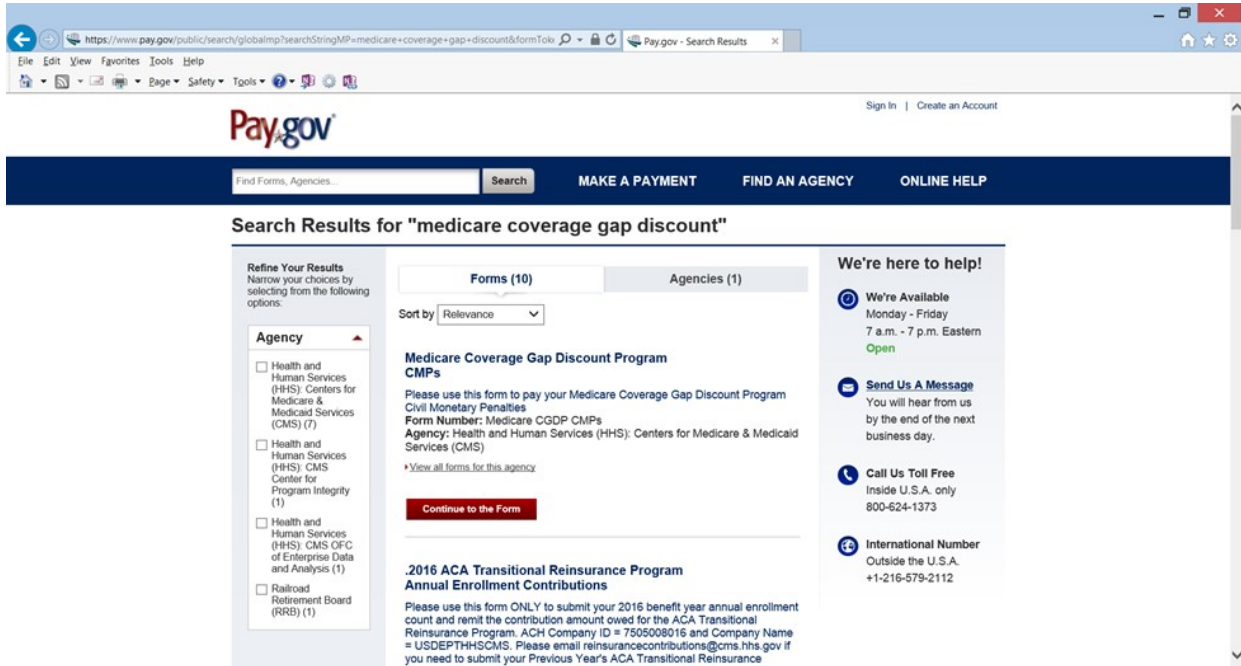 https://www.pay.gov/public/search/globalmp?searchStringMP=medicare+coverage+gap+discount&formTok
Pay.gov - Search Results
File Edit View Favorites Tools Help
Page Safety Tools
Sign In | Create an Account
Pay.gov
Find Forms, Agencies...
Search
MAKE A PAYMENT
FIND AN AGENCY
ONLINE HELP
Search Results for "medicare coverage gap discount"
Refine Your Results
Narrow your choices by
selecting from the following
options:
Agency
Health and
Human Services
(HHS): Centers for
Medicare &
Medicaid Services
(CMS) (7)
Health and
Human Services
(HHS): CMS
Center for
Program Integrity
(1)
Health and
Human Services
(HHS): CMS OFC
of Enterprise Data
and Analysis (1)
Railroad
Retirement Board
(RRB) (1)
Forms (10)
Agencies (1)
Sort by Relevance
Medicare Coverage Gap Discount Program
CMPs
Please use this form to pay your Medicare Coverage Gap Discount Program
Civil Monetary Penalties
Form Number: Medicare CGDP CMPs
Agency: Health and Human Services (HHS): Centers for Medicare & Medicaid
Services (CMS)
View all forms for this agency
Continue to the Form
.2016 ACA Transitional Reinsurance Program
Annual Enrollment Contributions
Please use this form ONLY to submit your 2016 benefit year annual enrollment
count and remit the contribution amount owed for the ACA Transitional
Reinsurance Program. ACH Company ID = 7505008016 and Company Name
= USDEPTHHSCMS. Please email reinsurancecontributions@cms.hhs.gov if
you need to submit your Previous Year's ACA Transitional Reinsurance
We're here to help!
We're Available
Monday - Friday
7 a.m. - 7 p.m. Eastern
Open
Send Us A Message
You will hear from us
by the end of the next
business day.
Call Us Toll Free
Inside U.S.A. only
800-624-1373
International Number
Outside the U.S.A.
+1-216-579-2112